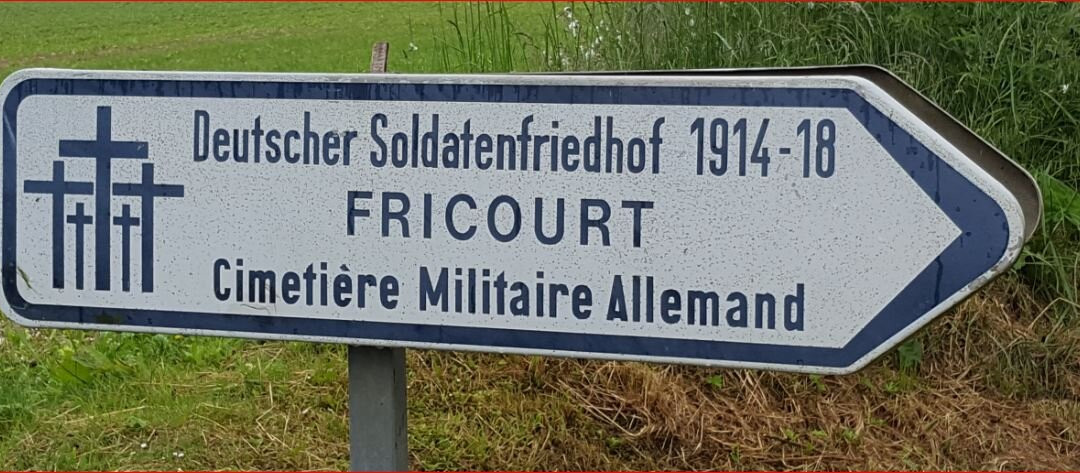 Deutscher Soldatenfriedhof 1914-18
FRICOURT
Cimetière Militaire Allemand